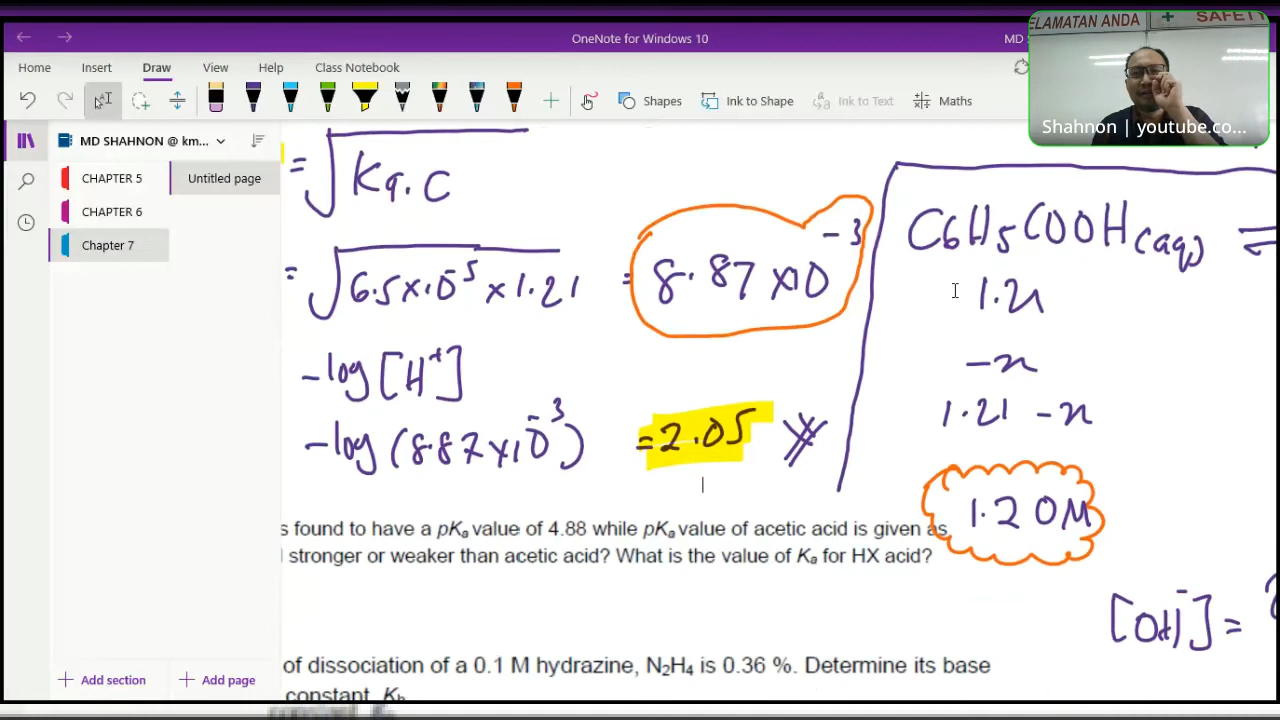 ELAMATAN ANDA + SAFETY
OneNote for Windows 10
MD S
Home Insert Draw View Help Class Notebook
Shapes Ink to Shape Ink to Text Maths
Shahnon | youtube.co...
MD SHAHNON @ km...
CHAPTER 5
Untitled page
CHAPTER 6
Chapter 7
= √Ka.C
= √6.5x10^-5 x 1.21 = 8.87 x10^-3
-log [H+]
-log (8.87x10^-3) = 2.05
C6H5COOH(aq) ⇌
1.21
-x
1.21 -x
1.20M
[OH-] =
s found to have a pKa value of 4.88 while pKa value of acetic acid is given as
stronger or weaker than acetic acid? What is the value of Ka for HX acid?
of dissociation of a 0.1 M hydrazine, N2H4 is 0.36 %. Determine its base
constant, Kb
+ Add section + Add page